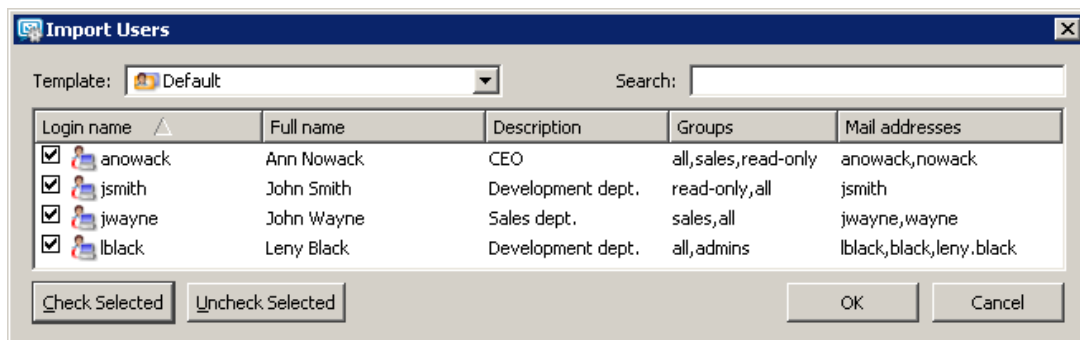 Import Users
Template: Default Search:
Login name Full name Description Groups Mail addresses
anowack Ann Nowack CEO all,sales,read-only anowack,nowack
jsmith John Smith Development dept. read-only,all jsmith
jwayne John Wayne Sales dept. sales,all jwayne,wayne
lblack Leny Black Development dept. all,admins lblack,black,leny.black
Check Selected Uncheck Selected OK Cancel